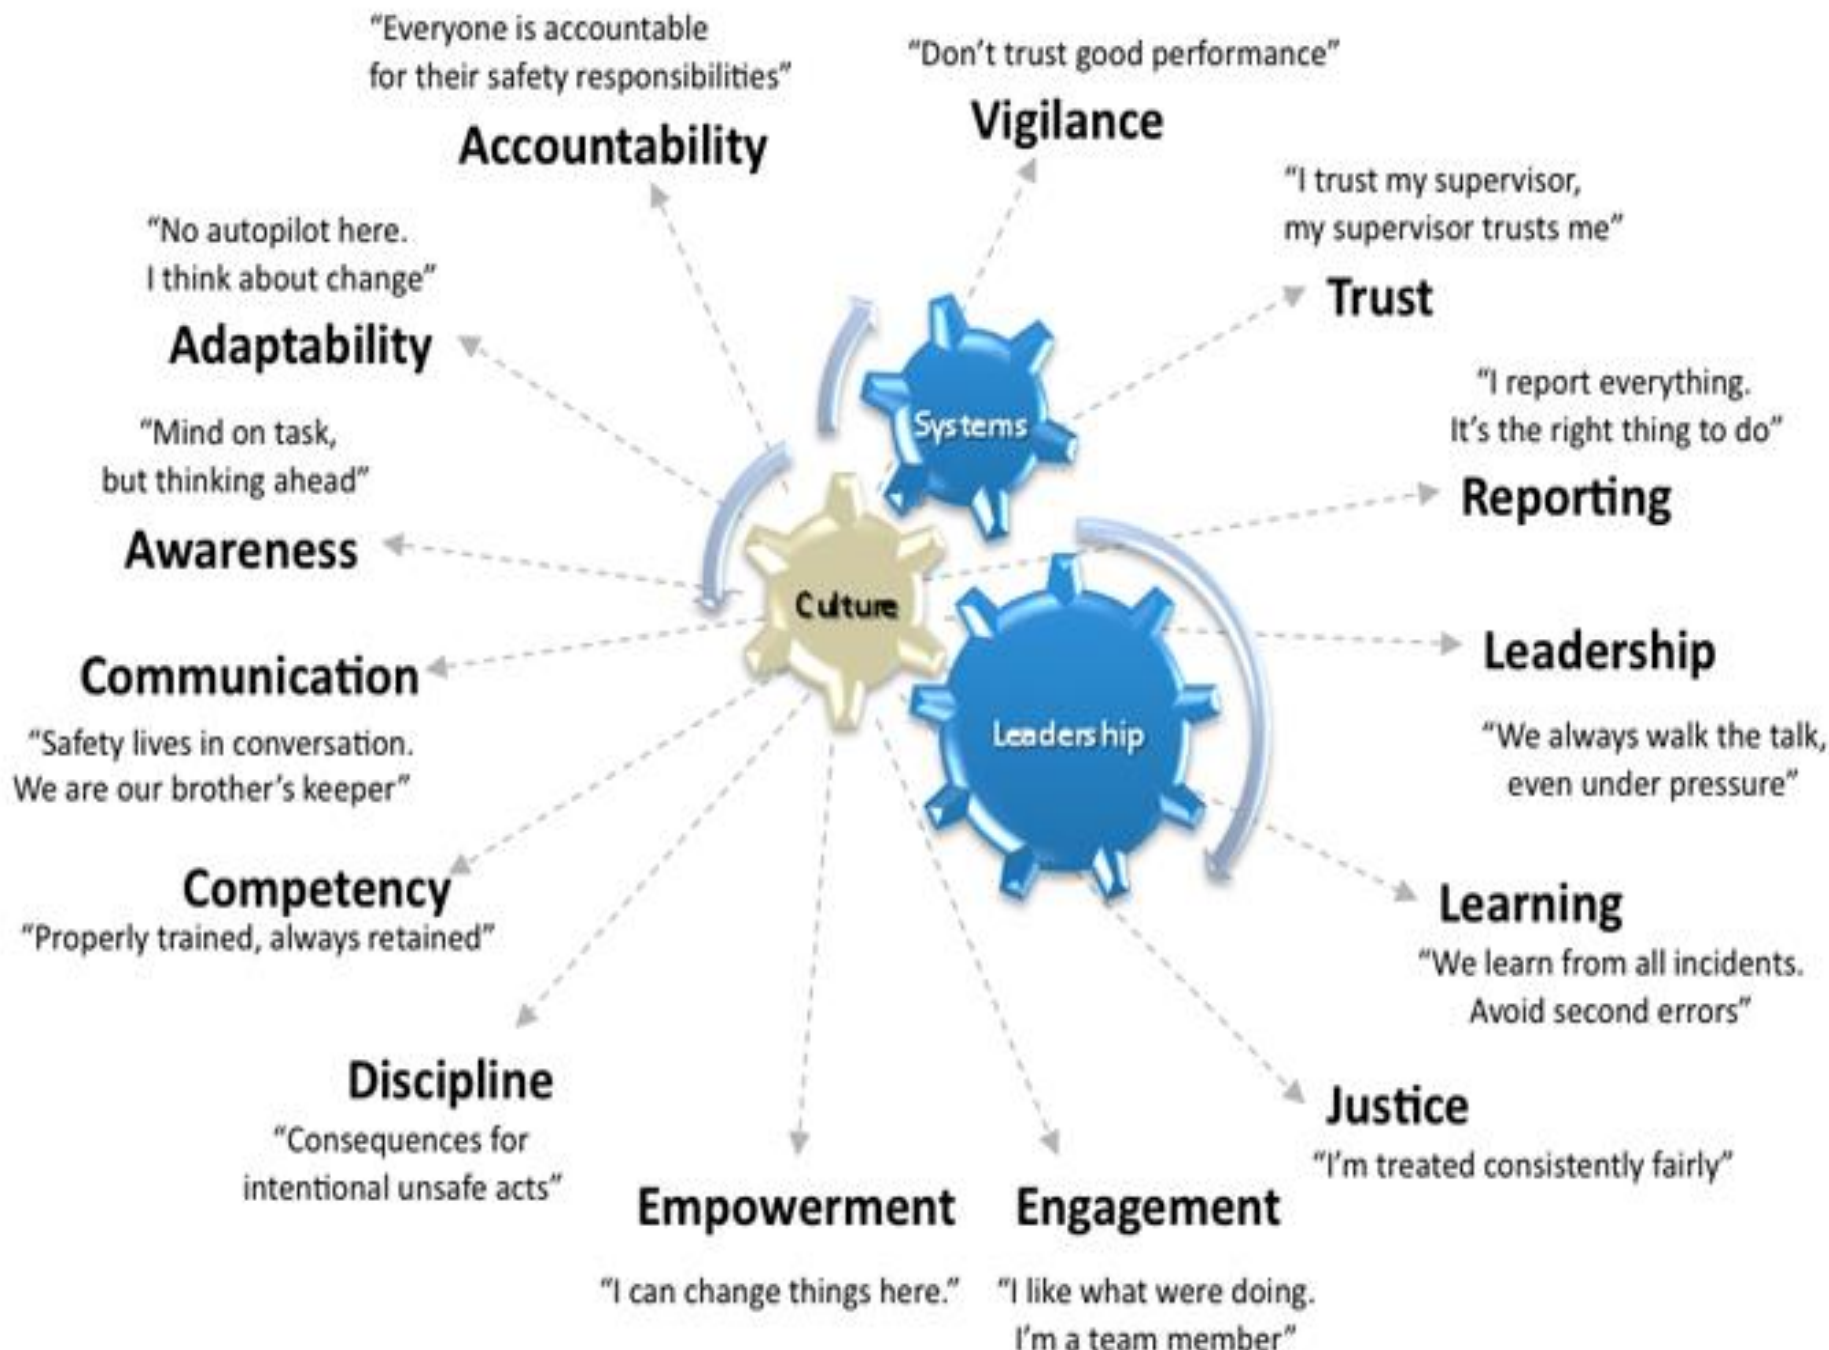 “Everyone is accountable
for their safety responsibilities”
Accountability
“Don’t trust good performance”
Vigilance
“I trust my supervisor,
my supervisor trusts me”
Trust
“No autopilot here.
I think about change”
Adaptability
“I report everything.
It’s the right thing to do”
Reporting
“Mind on task,
but thinking ahead”
Awareness
Systems
Culture
Leadership
Leadership
“We always walk the talk,
even under pressure”
Communication
“Safety lives in conversation.
We are our brother’s keeper”
Competency
“Properly trained, always retained”
Learning
“We learn from all incidents.
Avoid second errors”
Discipline
“Consequences for
intentional unsafe acts”
Justice
“I’m treated consistently fairly”
Empowerment
“I can change things here.”
Engagement
“I like what were doing.
I’m a team member”